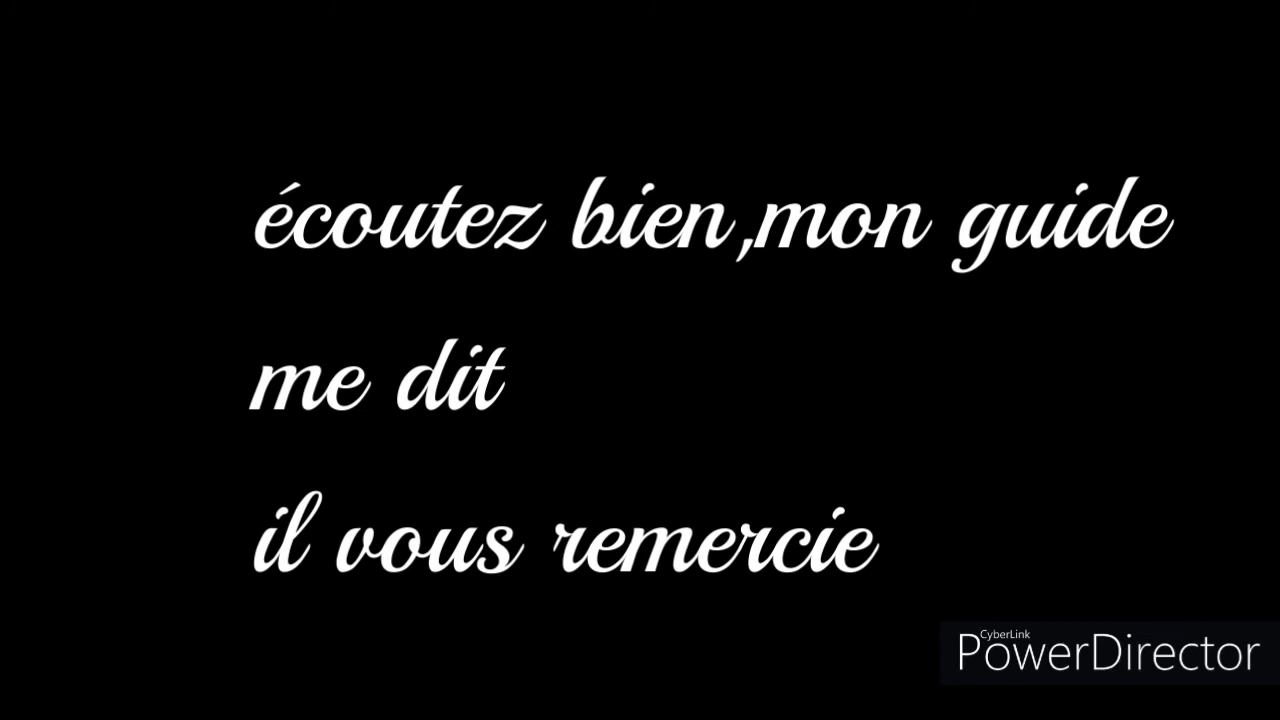 écoutez bien,mon guide
me dit
il vous remercie
CyberLink
PowerDirector